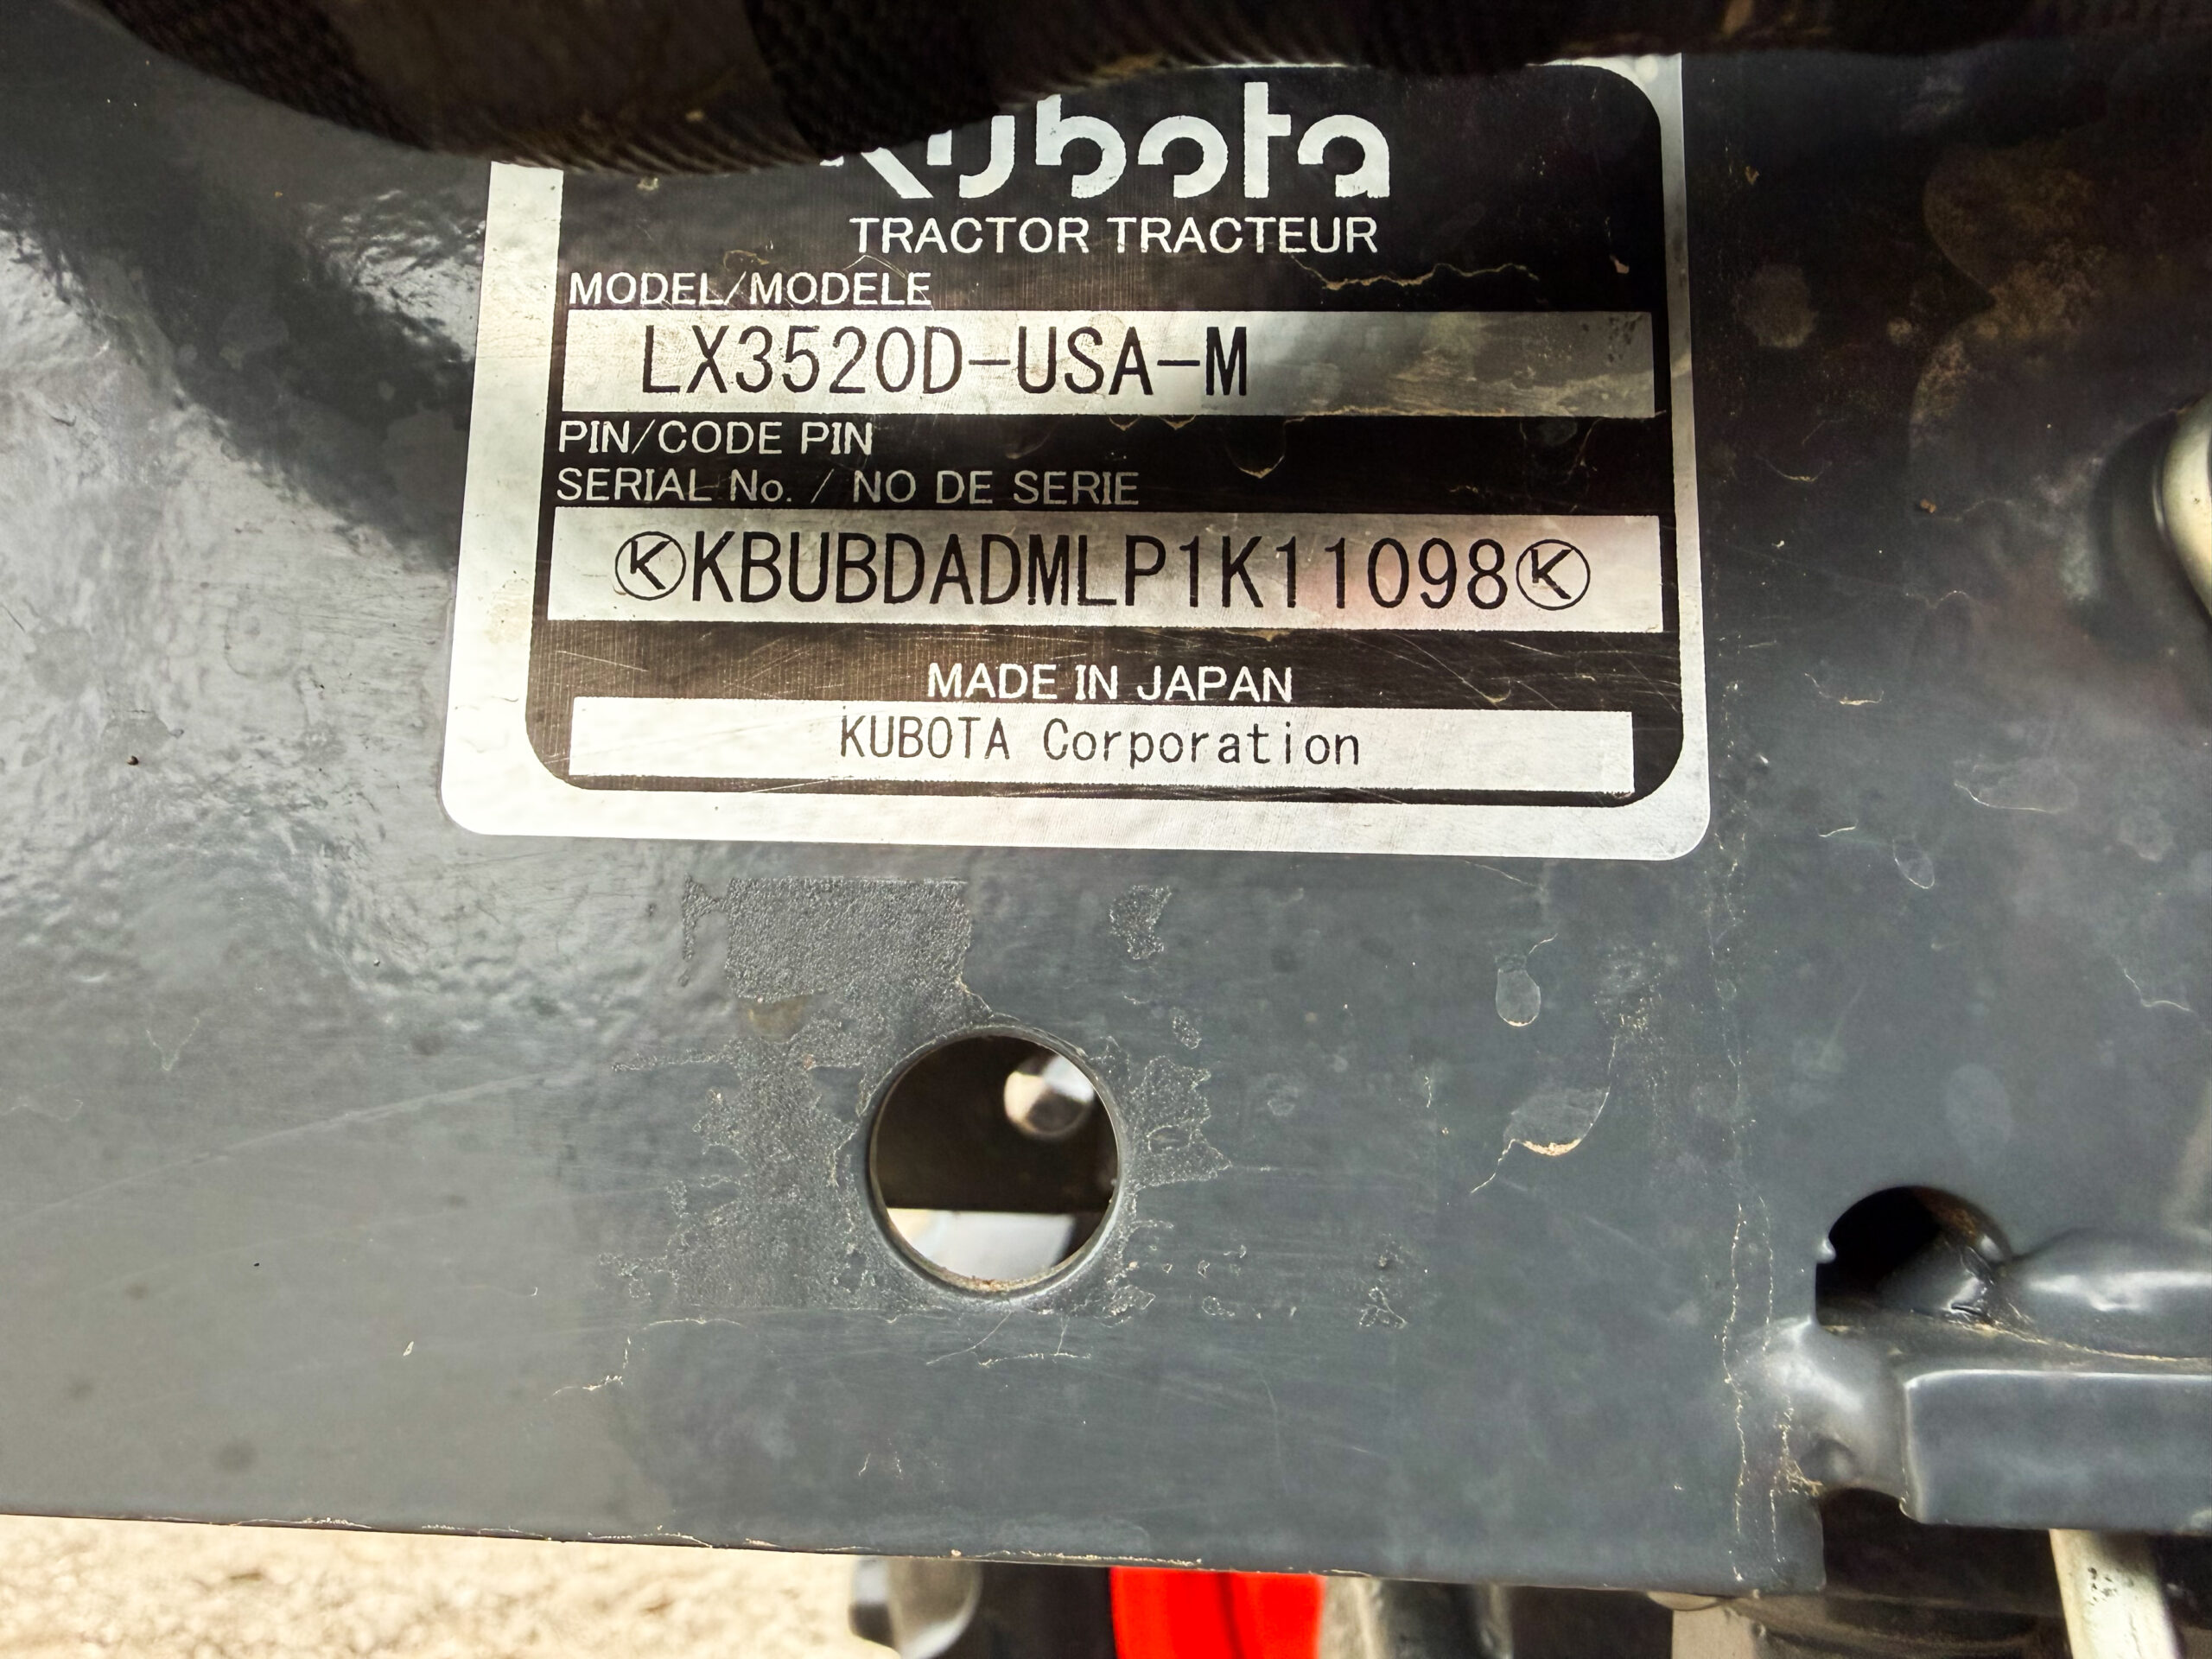 Kubota
TRACTOR TRACTEUR
MODEL/MODELE
LX3520D-USA-M
PIN/CODE PIN
SERIAL No. / NO DE SERIE
KKBUBDADMLP1K11098K
MADE IN JAPAN
KUBOTA Corporation